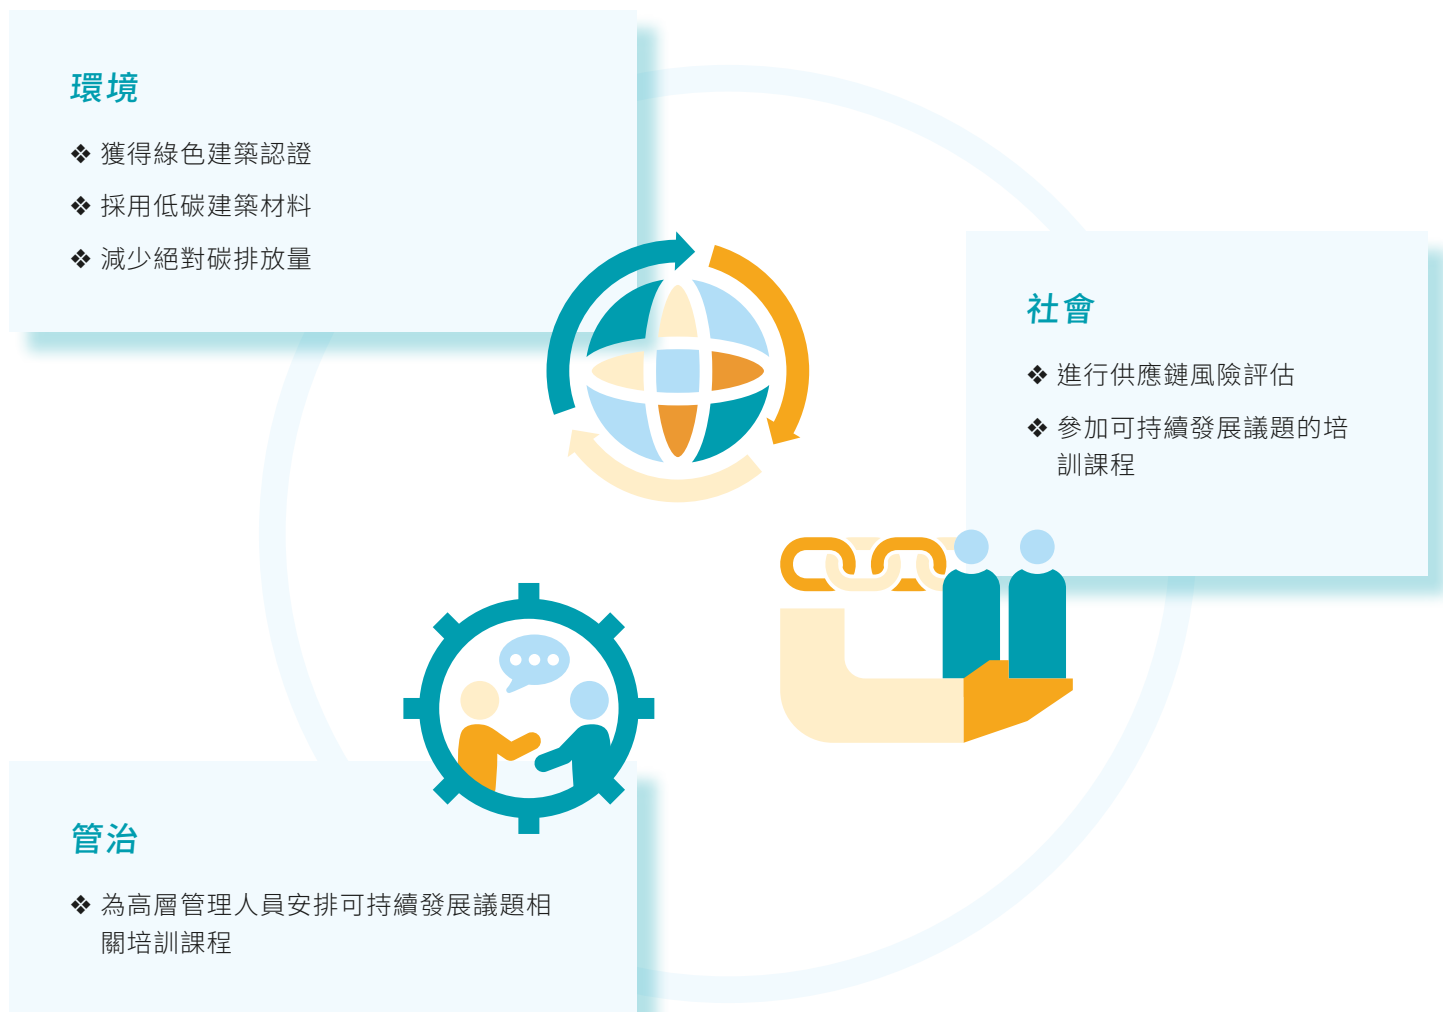 環境
❖ 獲得綠色建築認證
❖ 採用低碳建築材料
❖ 減少絕對碳排放量
社會
❖ 進行供應鏈風險評估
❖ 參加可持續發展議題的培
訓課程
管治
❖ 為高層管理人員安排可持續發展議題相
關培訓課程